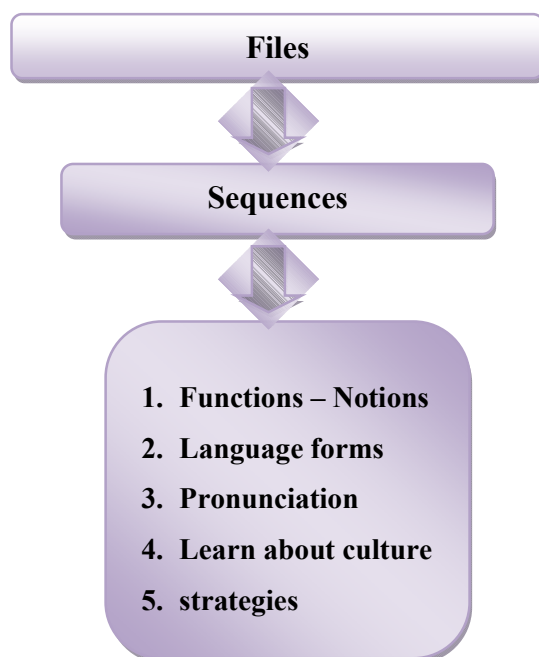 Files
Sequences
1. Functions – Notions
2. Language forms
3. Pronunciation
4. Learn about culture
5. strategies